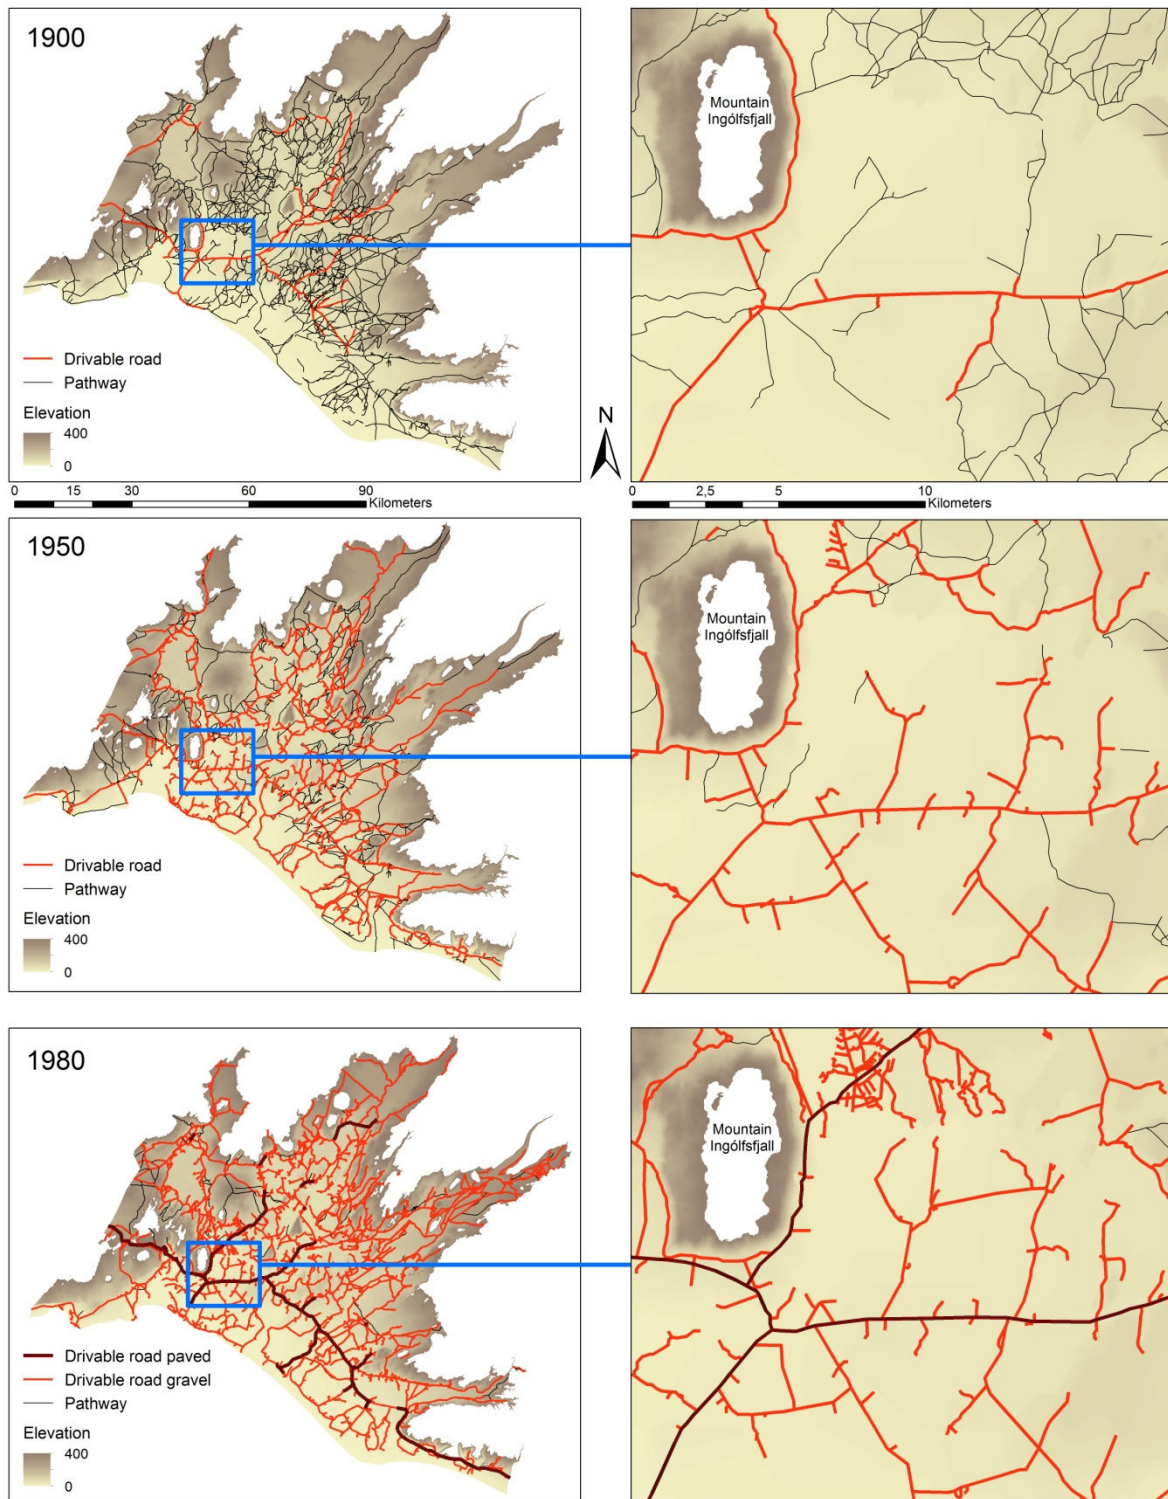 1900
Drivable road
Pathway
Elevation
400
0
Mountain
Ingólfsfjall
N
0 15 30 60 90
Kilometers
0 2,5 5 10
Kilometers
1950
Drivable road
Pathway
Elevation
400
0
Mountain
Ingólfsfjall
1980
Drivable road paved
Drivable road gravel
Pathway
Elevation
400
0
Mountain
Ingólfsfjall